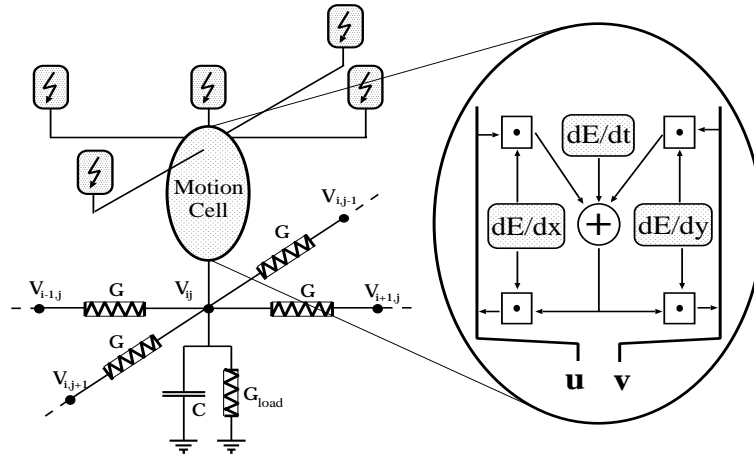 dE/dt
Motion
Cell
V_{i,j-1}
dE/dx
+
dE/dy
G
V_{i-1,j}
G
V_{ij}
G
V_{i+1,j}
G
V_{i,j+1}
C
G_{load}
u v